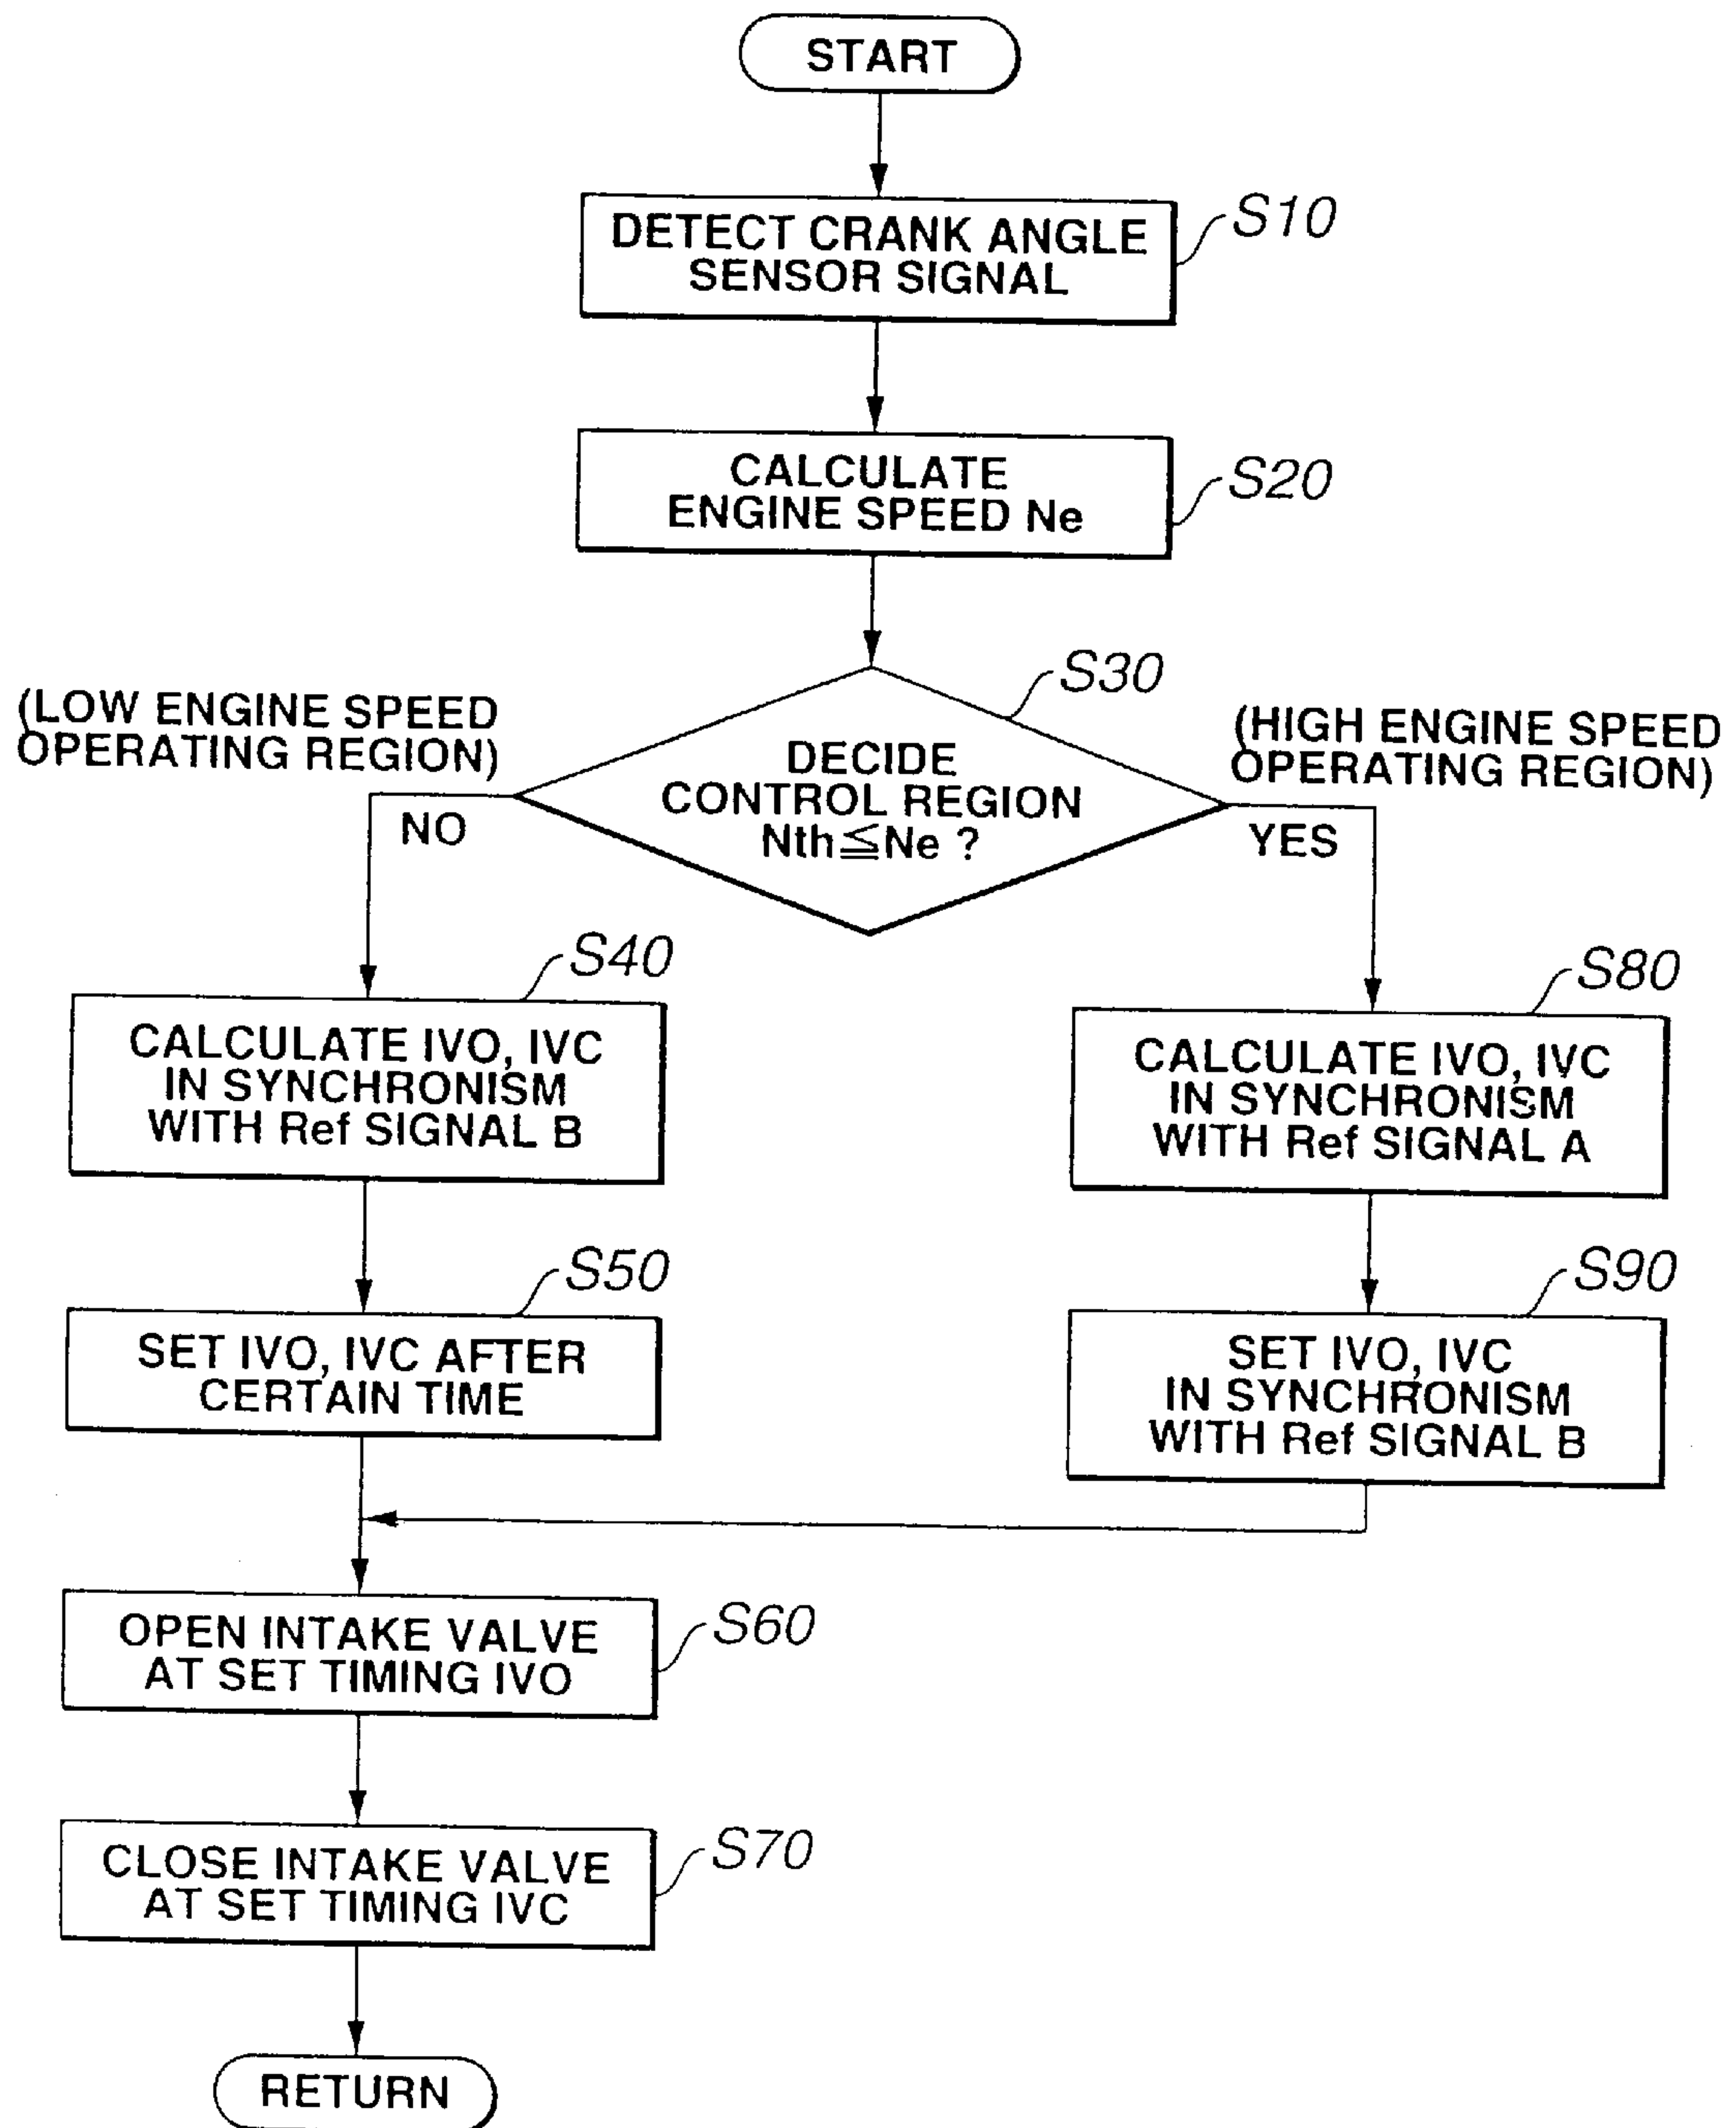 START
DETECT CRANK ANGLE
SENSOR SIGNAL
S10
CALCULATE
ENGINE SPEED Ne
S20
S30
(LOW ENGINE SPEED
OPERATING REGION)
(HIGH ENGINE SPEED
OPERATING REGION)
DECIDE
CONTROL REGION
Nth≦Ne ?
NO
YES
S40
CALCULATE IVO, IVC
IN SYNCHRONISM
WITH Ref SIGNAL B
S80
CALCULATE IVO, IVC
IN SYNCHRONISM
WITH Ref SIGNAL A
S50
SET IVO, IVC AFTER
CERTAIN TIME
S90
SET IVO, IVC
IN SYNCHRONISM
WITH Ref SIGNAL B
OPEN INTAKE VALVE
AT SET TIMING IVO
S60
CLOSE INTAKE VALVE
AT SET TIMING IVC
S70
RETURN